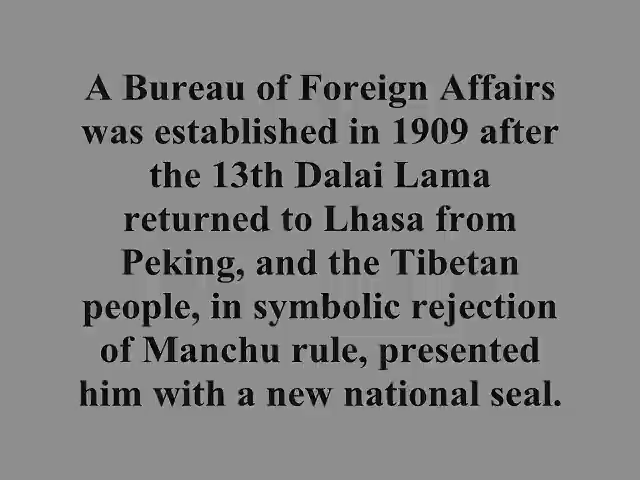 A Bureau of Foreign Affairs
was established in 1909 after
the 13th Dalai Lama
returned to Lhasa from
Peking, and the Tibetan
people, in symbolic rejection
of Manchu rule, presented
him with a new national seal.